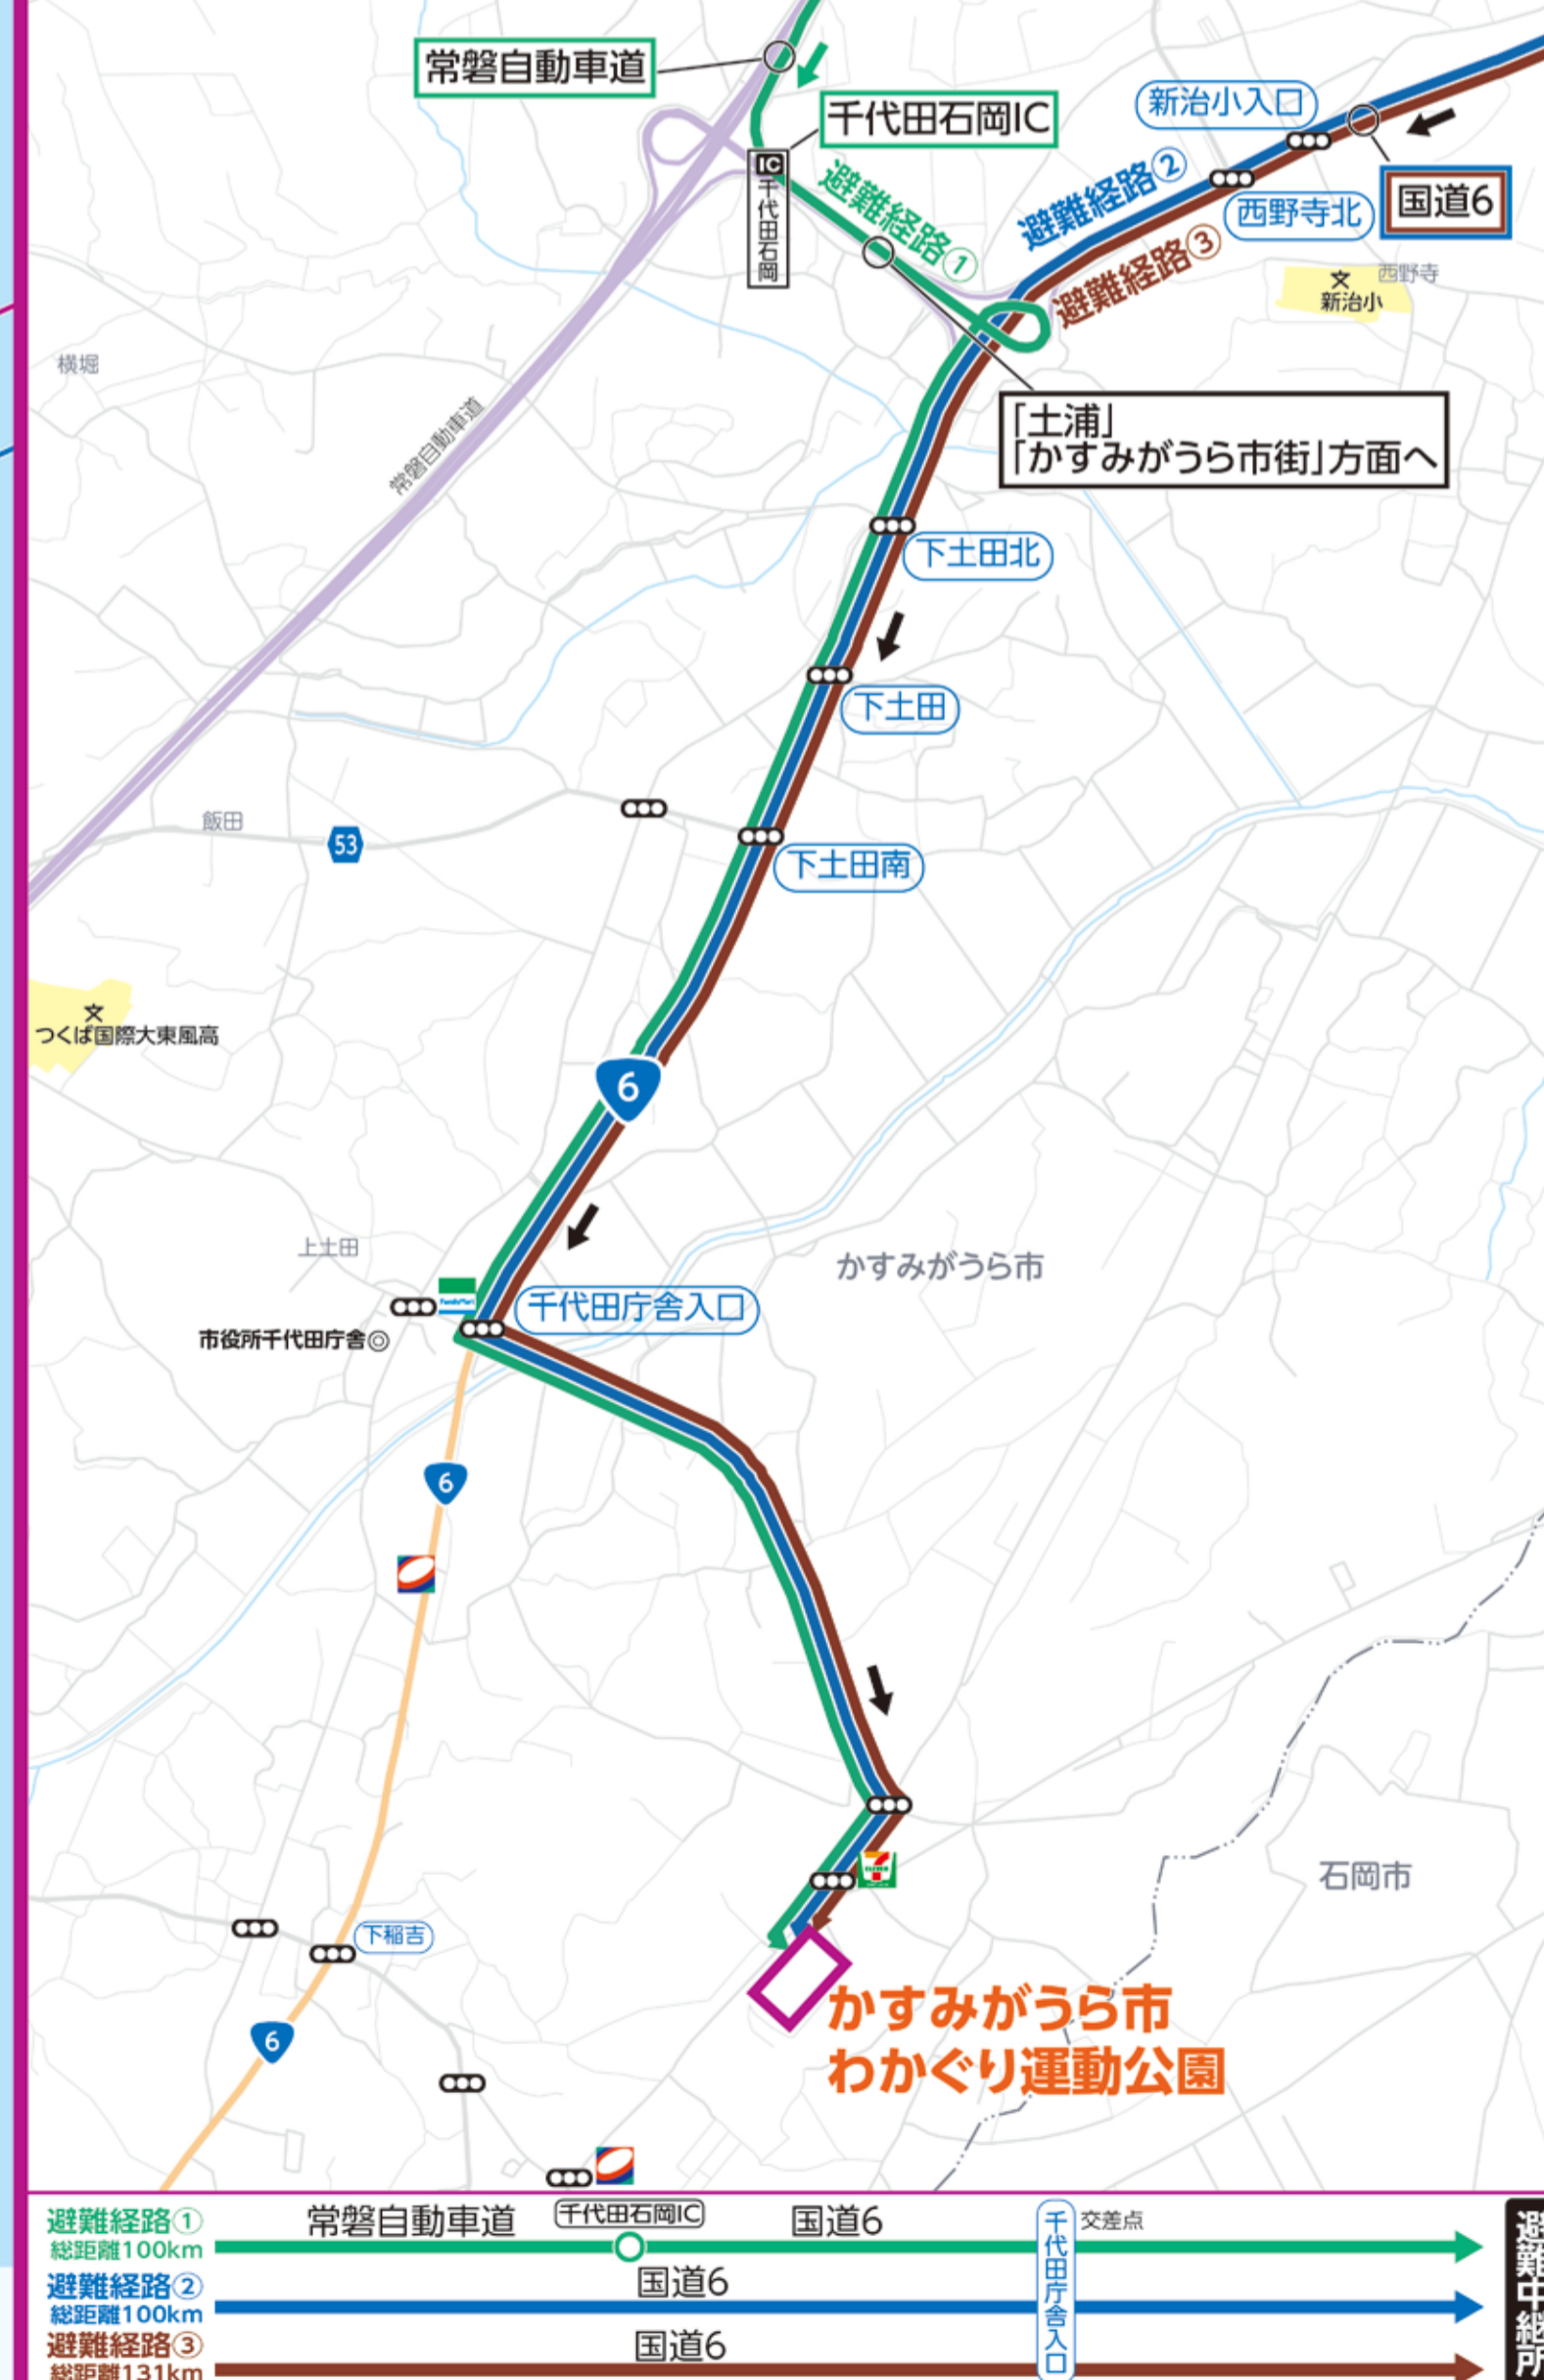 常磐自動車道
千代田石岡IC
新治小入口
IC
千代田石岡
避難経路①
避難経路②
避難経路③
西野寺北
国道6
西野寺
新治小
横堀
常磐自動車道
「土浦」
「かすみがうら市街」方面へ
下土田北
下土田
飯田
53
下土田南
つくば国際大東風高
6
上土田
FamilyMart
千代田庁舎入口
かすみがうら市
市役所千代田庁舎
6
石岡市
7
ELEVEN
下稲吉
6
かすみがうら市
わかぐり運動公園
避難経路①
総距離100km
常磐自動車道
千代田石岡IC
国道6
千代田庁舎入口
交差点
避難経路②
総距離100km
国道6
避難経路③
総距離131km
国道6
避難中継所